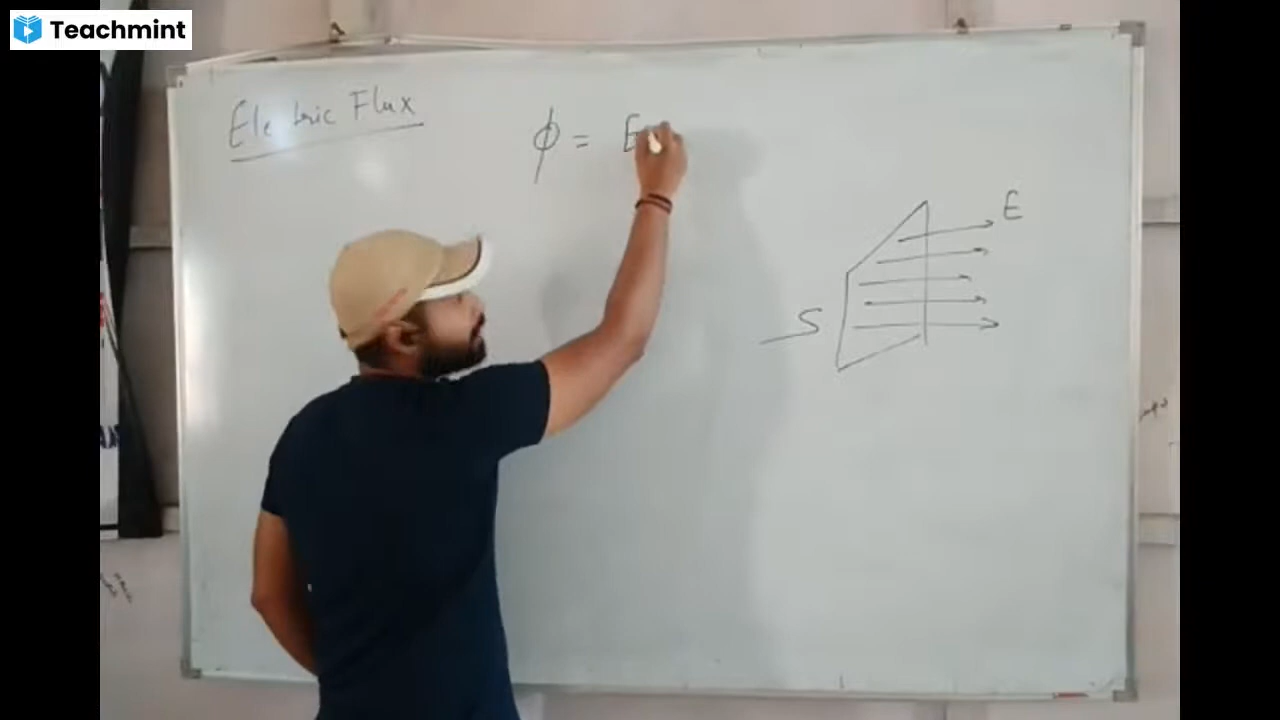 Teachmint
Electric Flux
ϕ = E
E
S